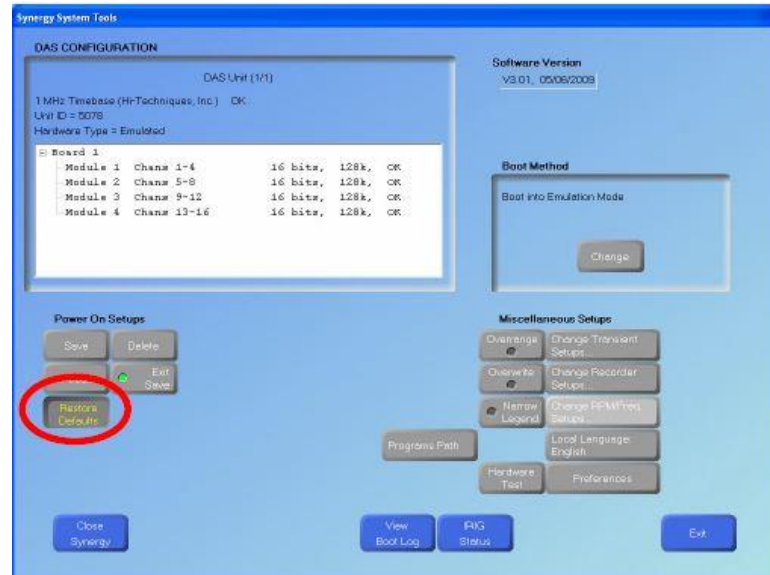 Synergy System Tools
DAS CONFIGURATION
DAS Unit (1/1)
1 MHz Timebase (Hi-Techniques, Inc.) OK
Unit ID = 5078
Hardware Type = Emulated
Board 1
Module 1 Chans 1-4 16 bits, 128k, OK
Module 2 Chans 5-8 16 bits, 128k, OK
Module 3 Chans 9-12 16 bits, 128k, OK
Module 4 Chans 13-16 16 bits, 128k, OK
Software Version
V3.01, 05/06/2009
Boot Method
Boot into Emulation Mode
Change
Power On Setups
Save Delete
Exit
Save
Restore
Defaults
Miscellaneous Setups
Overrange Change Transient
Setups...
Overwrite Change Recorder
Setups...
Narrow Change RPM/Freq
Legend Setups...
Programs Path
Local Language:
English
Hardware
Test
Preferences
Close
Synergy
View
Boot Log
IRIG
Status
Exit